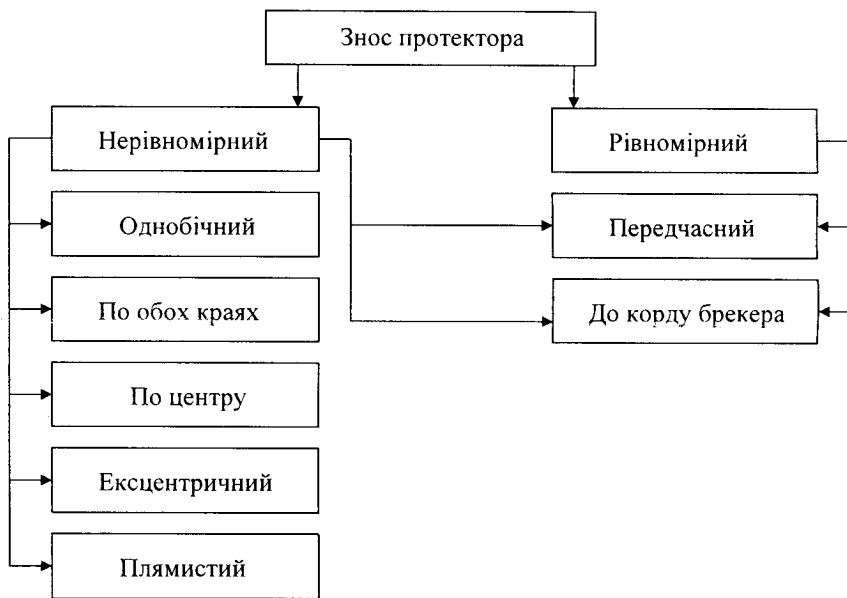 Знос протектора
Нерівномірний
Рівномірний
Однобічний
Передчасний
По обох краях
До корду брекера
По центру
Ексцентричний
Плямистий